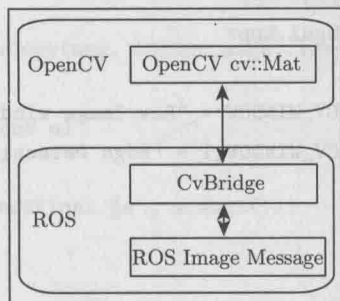 OpenCV
OpenCV cv::Mat
CvBridge
ROS
ROS Image Message